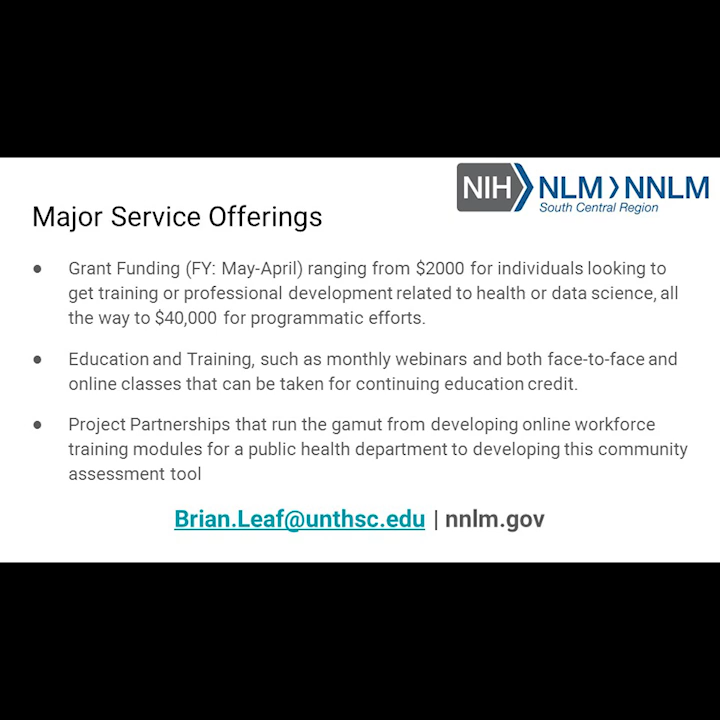 NIH NLM NNLM
South Central Region
Major Service Offerings
● Grant Funding (FY: May-April) ranging from $2000 for individuals looking to
get training or professional development related to health or data science, all
the way to $40,000 for programmatic efforts.
● Education and Training, such as monthly webinars and both face-to-face and
online classes that can be taken for continuing education credit.
● Project Partnerships that run the gamut from developing online workforce
training modules for a public health department to developing this community
assessment tool
Brian.Leaf@unthsc.edu | nnlm.gov